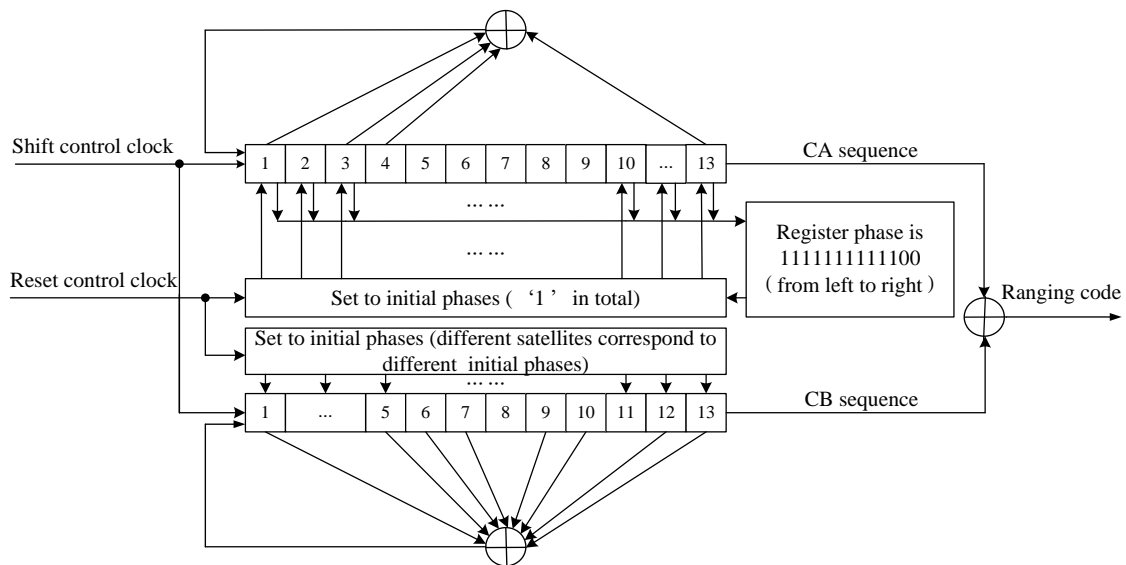 Shift control clock
1 2 3 4 5 6 7 8 9 10 ... 13
CA sequence
... ...
... ...
Register phase is
1111111111100
(from left to right)
Reset control clock
Set to initial phases ( ‘1’ in total)
Ranging code
Set to initial phases (different satellites correspond to
different initial phases)
... ...
1 ... 5 6 7 8 9 10 11 12 13
CB sequence